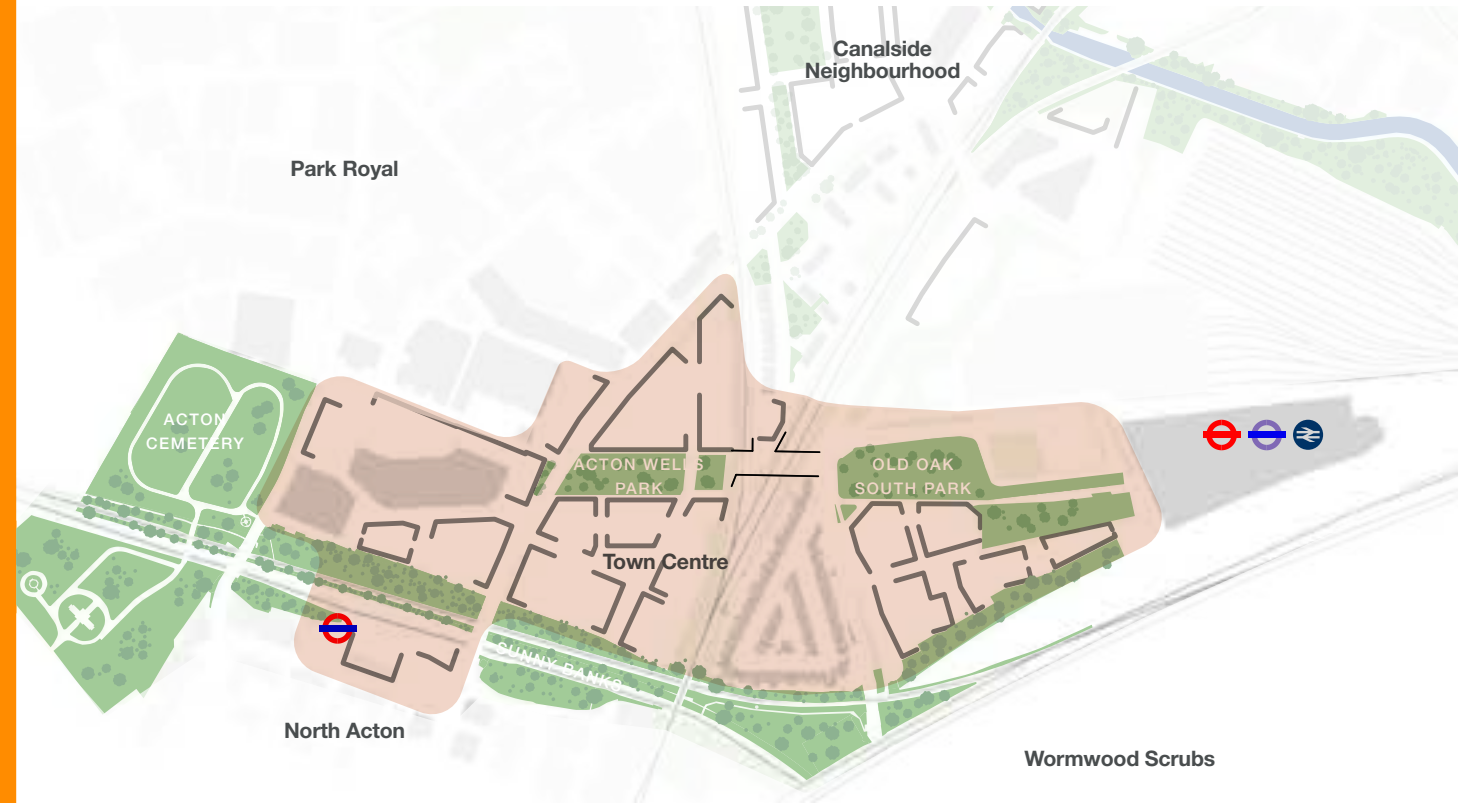 Canalside
Neighbourhood
Park Royal
ACTON
CEMETERY
ACTON WELLS
PARK
OLD OAK
SOUTH PARK
Town Centre
SUNNY BANKS
North Acton
Wormwood Scrubs